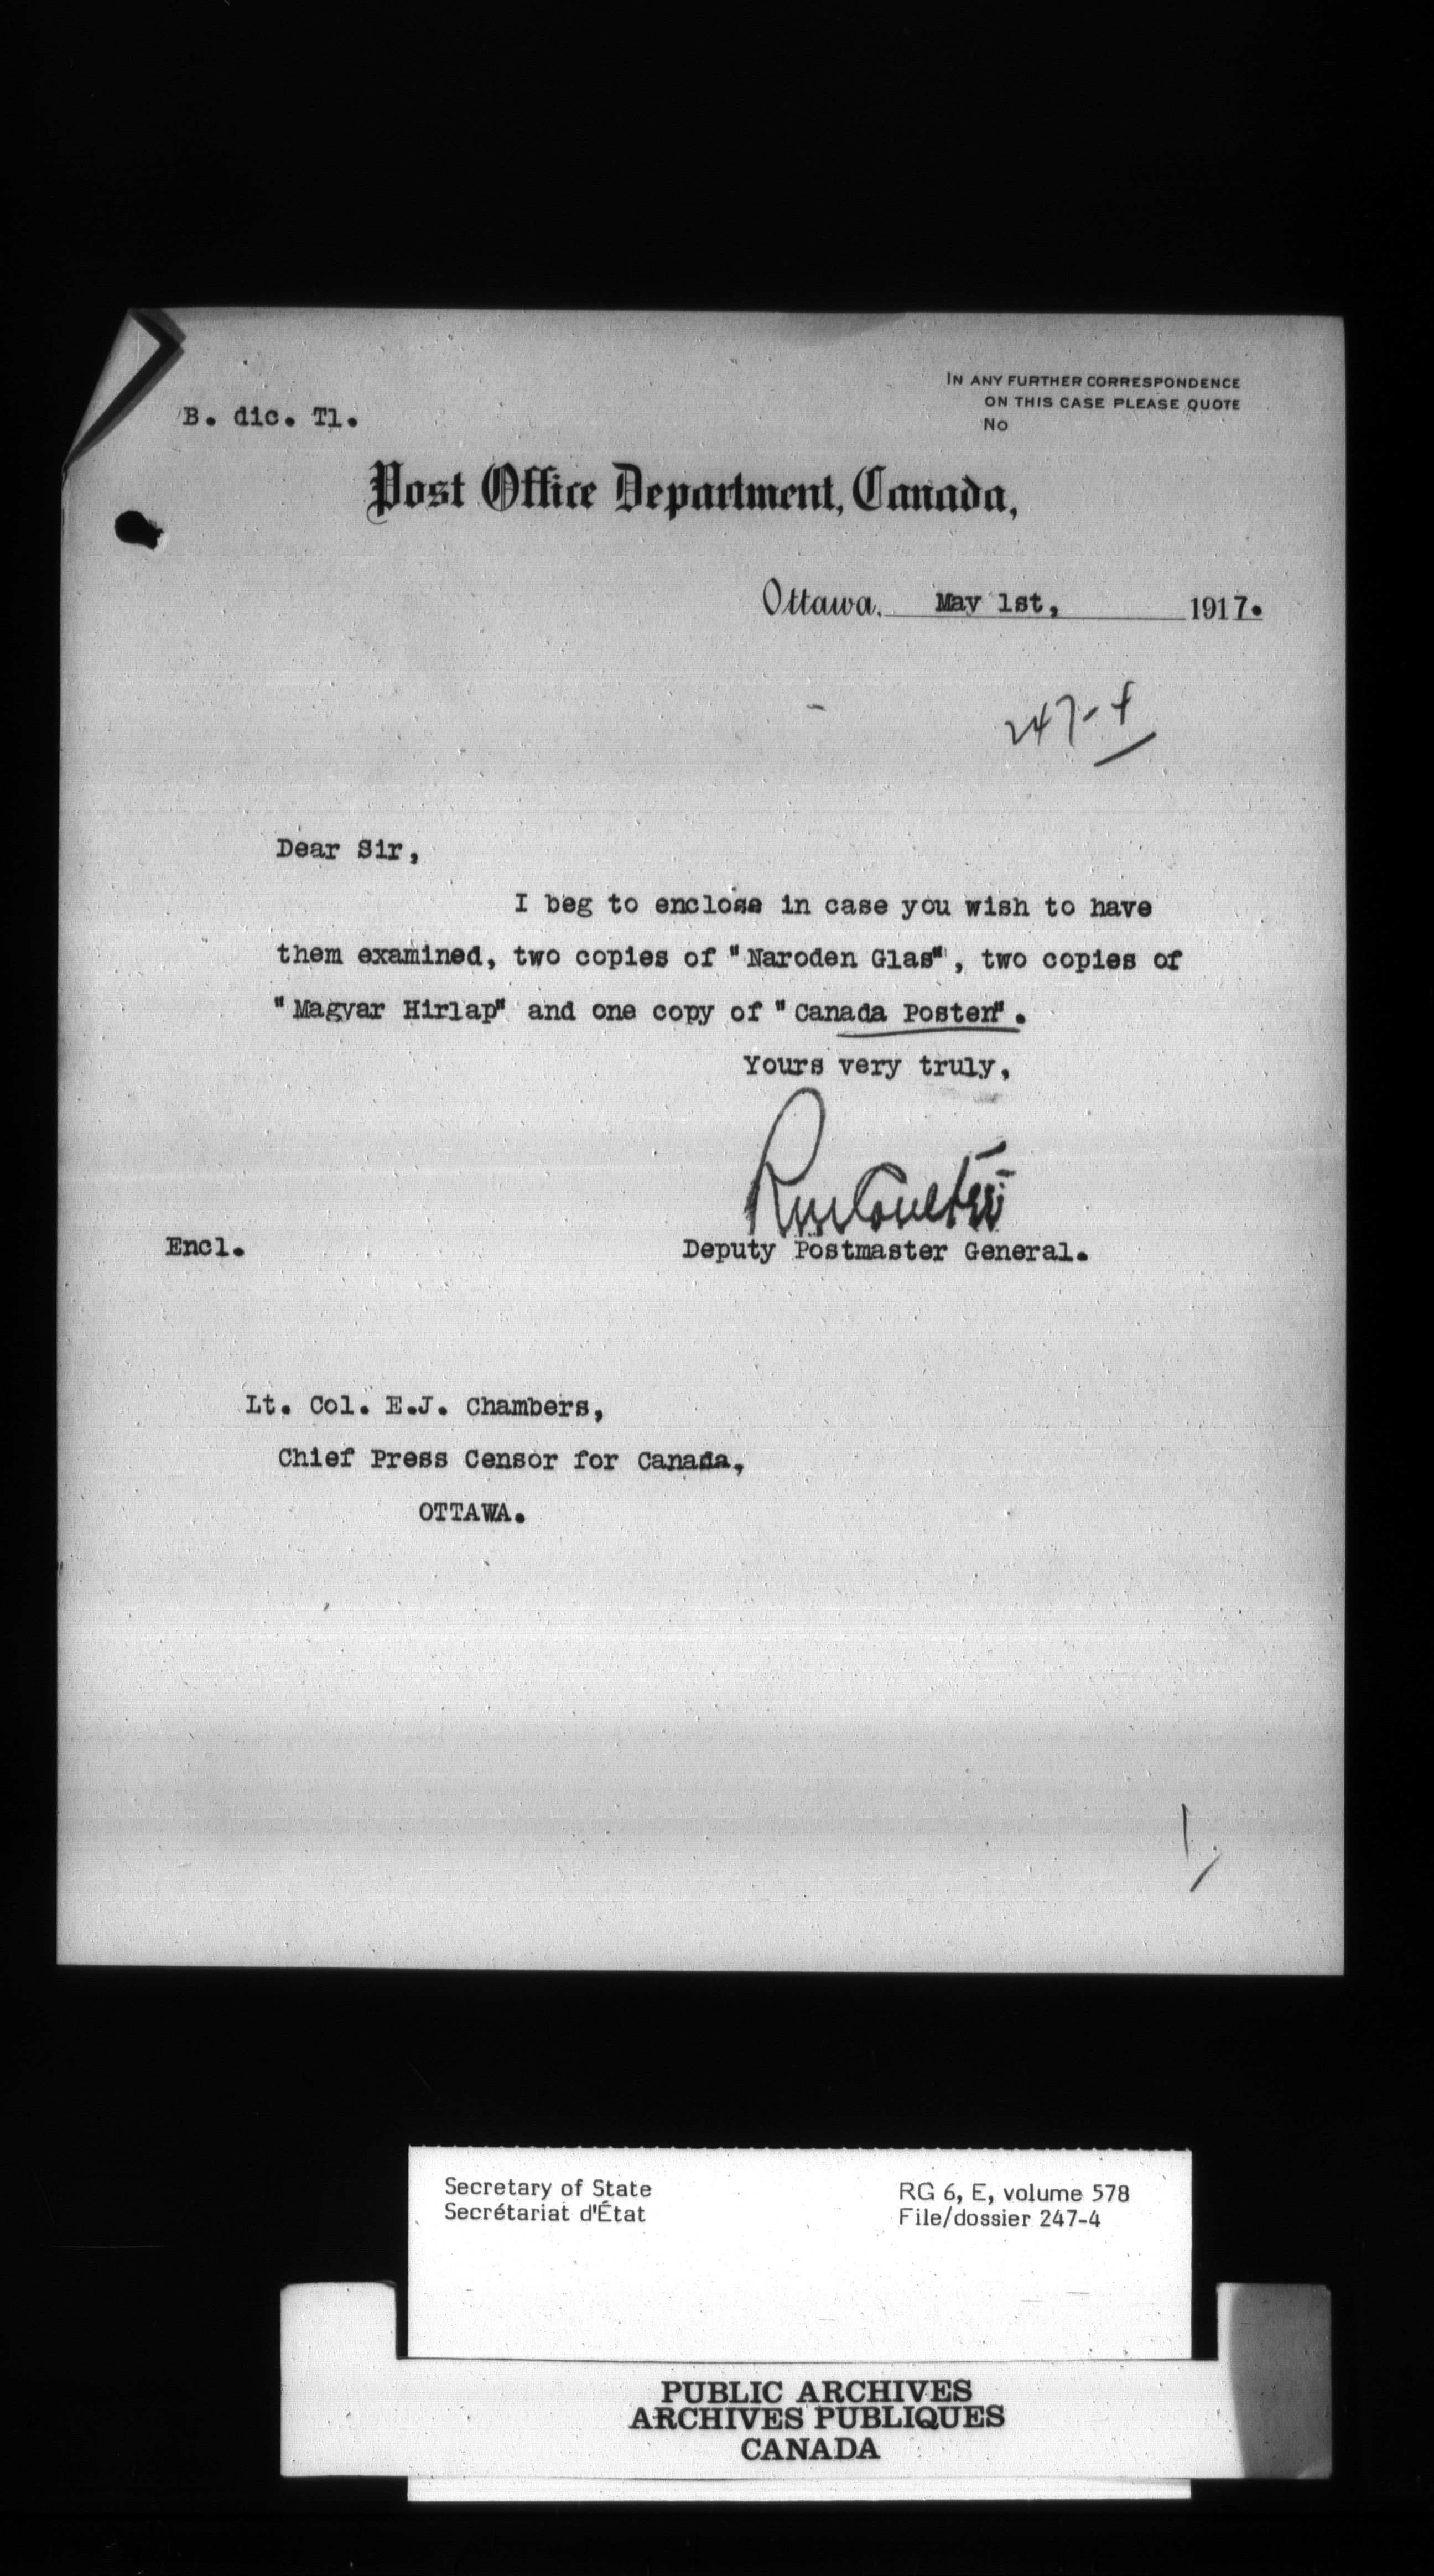 IN ANY FURTHER CORRESPONDENCE
ON THIS CASE PLEASE QUOTE
No
B. dic. Tl.
Post Office Department, Canada,
Ottawa, May 1st, 1917.
247-4
Dear Sir,
I beg to enclose in case you wish to have
them examined, two copies of "Naroden Glas", two copies of
"Magyar Hirlap" and one copy of "Canada Posten".
Yours very truly,
RmCoulter
Encl. Deputy Postmaster General.
Lt. Col. E.J. Chambers,
Chief Press Censor for Canada,
OTTAWA.
Secretary of State RG 6, E, volume 578
Secrétariat d'État File/dossier 247-4
PUBLIC ARCHIVES
ARCHIVES PUBLIQUES
CANADA